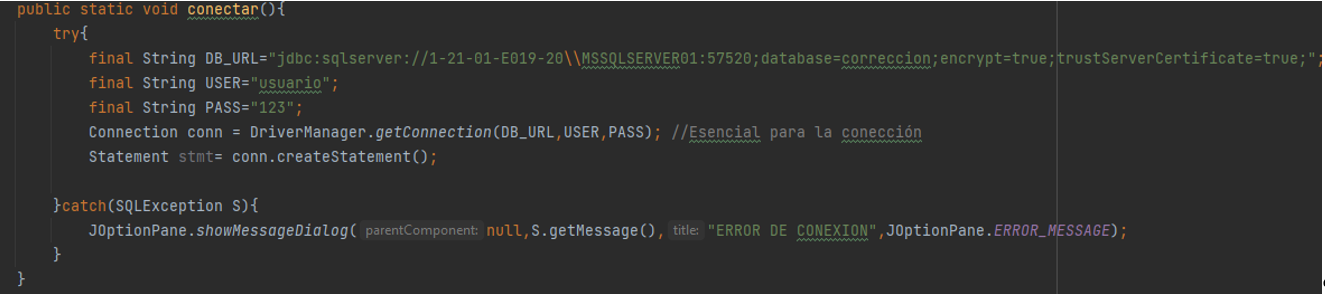 public static void conectar(){
try{
final String DB_URL="jdbc:sqlserver://1-21-01-E019-20\\MSSQLSERVER01:57520;database=correccion;encrypt=true;trustServerCertificate=true;";
final String USER="usuario";
final String PASS="123";
Connection conn = DriverManager.getConnection(DB_URL,USER,PASS); //Esencial para la conección
Statement stmt= conn.createStatement();
}catch(SQLException S){
JOptionPane.showMessageDialog( parentComponent: null,S.getMessage(), title: "ERROR DE CONEXION",JOptionPane.ERROR_MESSAGE);
}
}